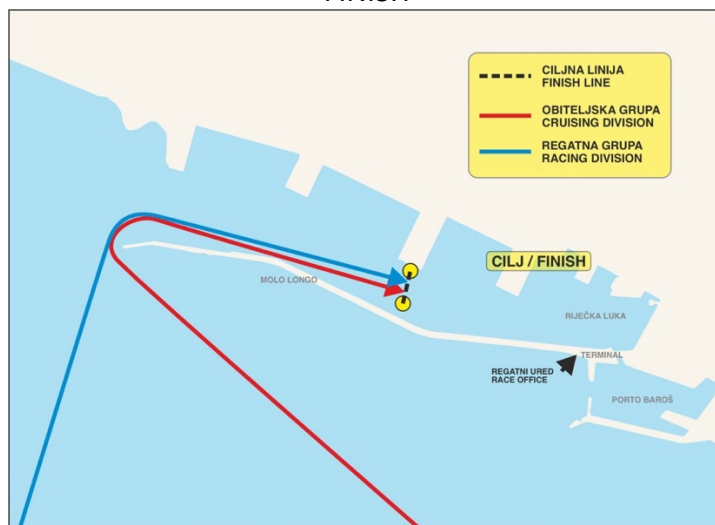 FINISH
CILJNA LINIJA
FINISH LINE
OBITELJSKA GRUPA
CRUISING DIVISION
REGATNA GRUPA
RACING DIVISION
CILJ / FINISH
MOLO LONGO
RIJEČKA LUKA
TERMINAL
REGATNI URED
RACE OFFICE
PORTO BAROŠ